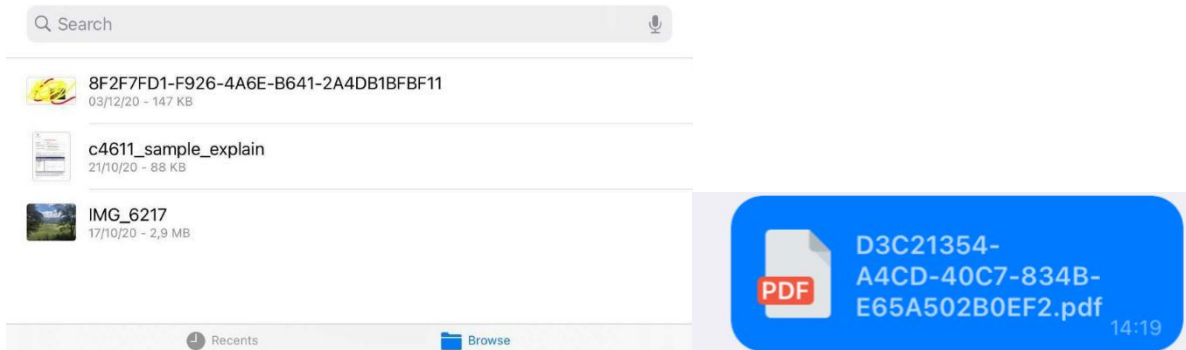 Search
8F2F7FD1-F926-4A6E-B641-2A4DB1BFBF11
03/12/20 - 147 KB
c4611_sample_explain
21/10/20 - 88 KB
IMG_6217
17/10/20 - 2,9 MB
Recents
Browse
PDF
D3C21354-
A4CD-40C7-834B-
E65A502B0EF2.pdf
14:19